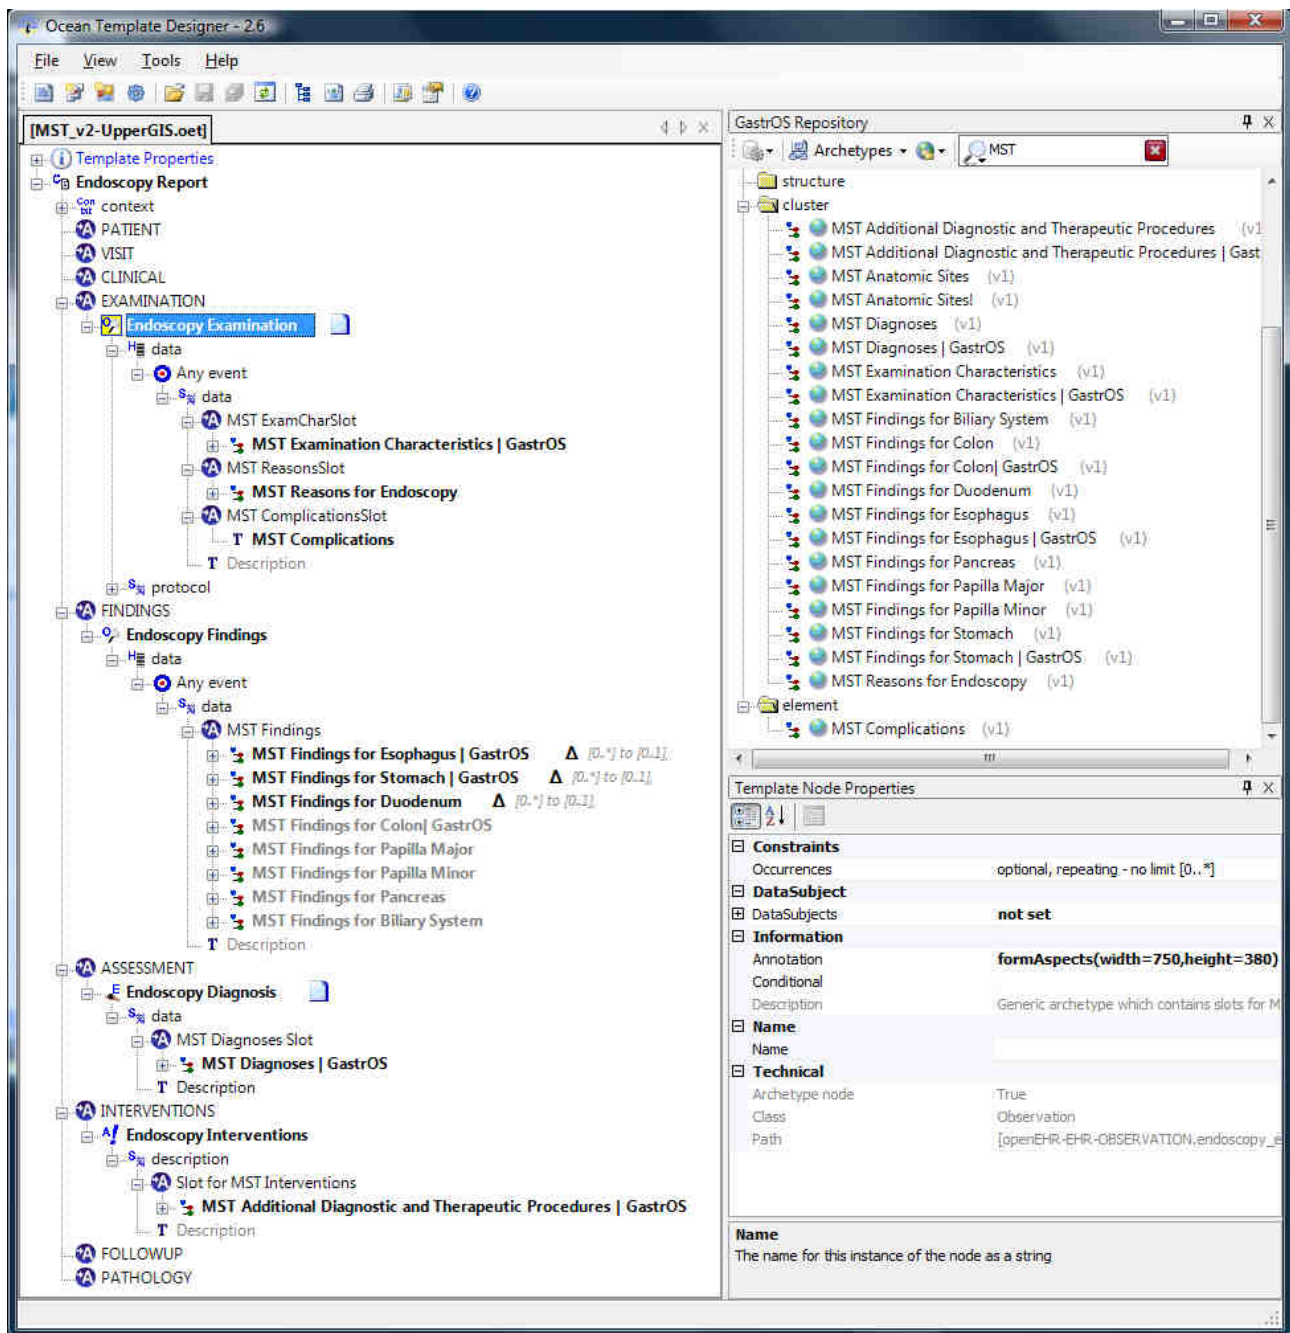 Ocean Template Designer - 2.6
File View Tools Help
[MST_v2-UpperGIS.oet]
Template Properties
Endoscopy Report
context
PATIENT
VISIT
CLINICAL
EXAMINATION
Endoscopy Examination
data
Any event
data
MST ExamCharSlot
MST Examination Characteristics | GastrOS
MST ReasonsSlot
MST Reasons for Endoscopy
MST ComplicationsSlot
T MST Complications
T Description
protocol
FINDINGS
Endoscopy Findings
data
Any event
data
MST Findings
MST Findings for Esophagus | GastrOS Δ [0..*] to [0..1],
MST Findings for Stomach | GastrOS Δ [0..*] to [0..1],
MST Findings for Duodenum Δ [0..*] to [0..1],
MST Findings for Colon| GastrOS
MST Findings for Papilla Major
MST Findings for Papilla Minor
MST Findings for Pancreas
MST Findings for Biliary System
T Description
ASSESSMENT
Endoscopy Diagnosis
data
MST Diagnoses Slot
MST Diagnoses | GastrOS
T Description
INTERVENTIONS
Endoscopy Interventions
description
Slot for MST Interventions
MST Additional Diagnostic and Therapeutic Procedures | GastrOS
T Description
FOLLOWUP
PATHOLOGY
GastrOS Repository
Archetypes MST
structure
cluster
MST Additional Diagnostic and Therapeutic Procedures (v1
MST Additional Diagnostic and Therapeutic Procedures | Gast
MST Anatomic Sites (v1)
MST Anatomic Sites! (v1)
MST Diagnoses (v1)
MST Diagnoses | GastrOS (v1)
MST Examination Characteristics (v1)
MST Examination Characteristics | GastrOS (v1)
MST Findings for Biliary System (v1)
MST Findings for Colon (v1)
MST Findings for Colon| GastrOS (v1)
MST Findings for Duodenum (v1)
MST Findings for Esophagus (v1)
MST Findings for Esophagus | GastrOS (v1)
MST Findings for Pancreas (v1)
MST Findings for Papilla Major (v1)
MST Findings for Papilla Minor (v1)
MST Findings for Stomach (v1)
MST Findings for Stomach | GastrOS (v1)
MST Reasons for Endoscopy (v1)
element
MST Complications (v1)
Template Node Properties
Constraints
Occurrences optional, repeating - no limit [0..*]
DataSubject
DataSubjects not set
Information
Annotation formAspects(width=750,height=380)
Conditional
Description Generic archetype which contains slots for M
Name
Name
Technical
Archetype node True
Class Observation
Path [openEHR-EHR-OBSERVATION.endoscopy_e
Name
The name for this instance of the node as a string